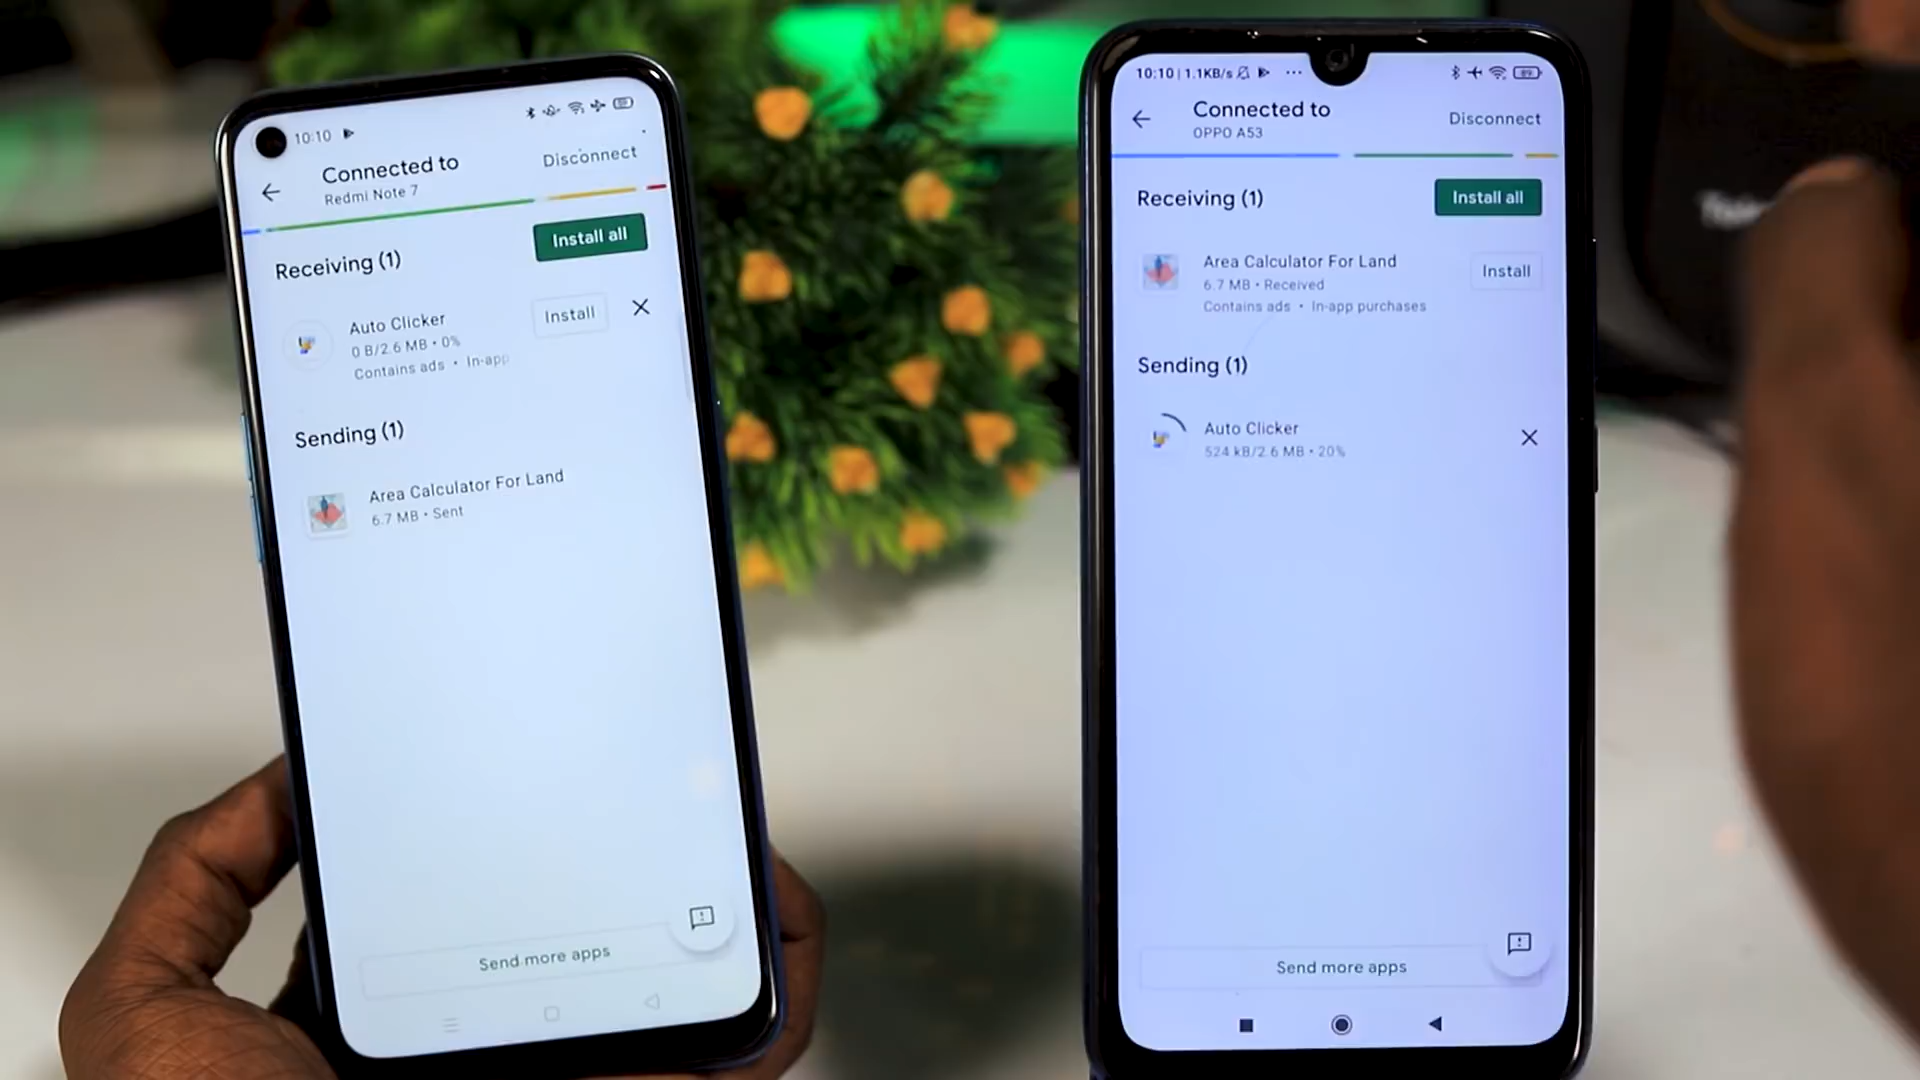 10:10
Connected to
Redmi Note 7
Disconnect
Receiving (1)
Install all
Auto Clicker
0 B/2.6 MB • 0%
Contains ads • In-app
Install
Sending (1)
Area Calculator For Land
6.7 MB • Sent
Send more apps
10:10 | 1.1KB/s
89
Connected to
OPPO A53
Disconnect
Receiving (1)
Install all
Area Calculator For Land
6.7 MB • Received
Contains ads • In-app purchases
Install
Sending (1)
Auto Clicker
524 kB/2.6 MB • 20%
Send more apps